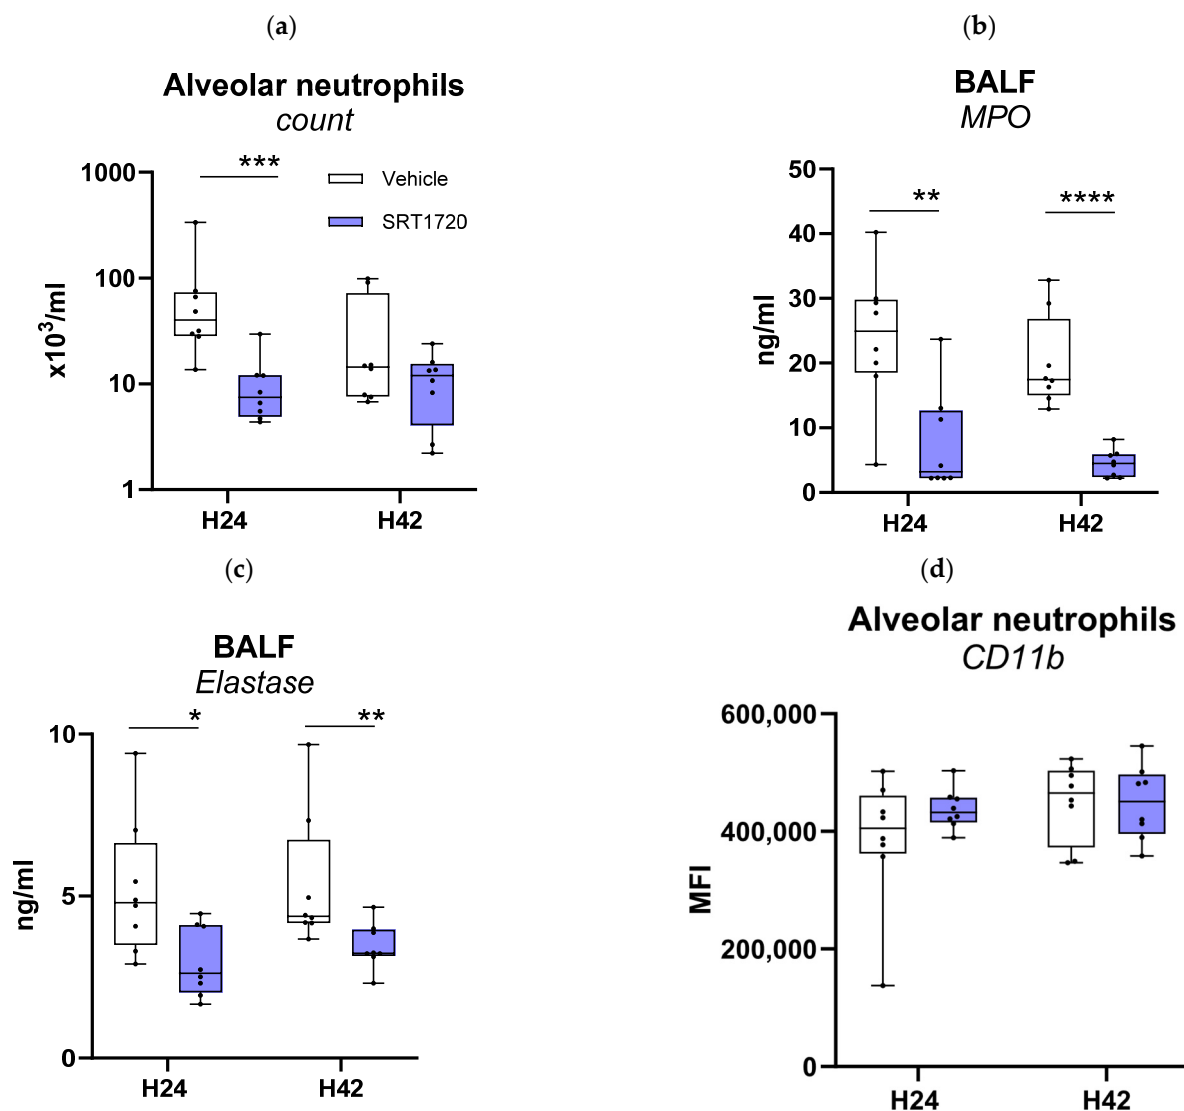 (a)
Alveolar neutrophils
count
x10³/ml
1000
100
10
1
***
Vehicle
SRT1720
H24
H42
(b)
BALF
MPO
ng/ml
50
40
30
20
10
0
**
****
H24
H42
(c)
BALF
Elastase
ng/ml
10
5
0
*
**
H24
H42
(d)
Alveolar neutrophils
CD11b
MFI
600,000
400,000
200,000
0
H24
H42